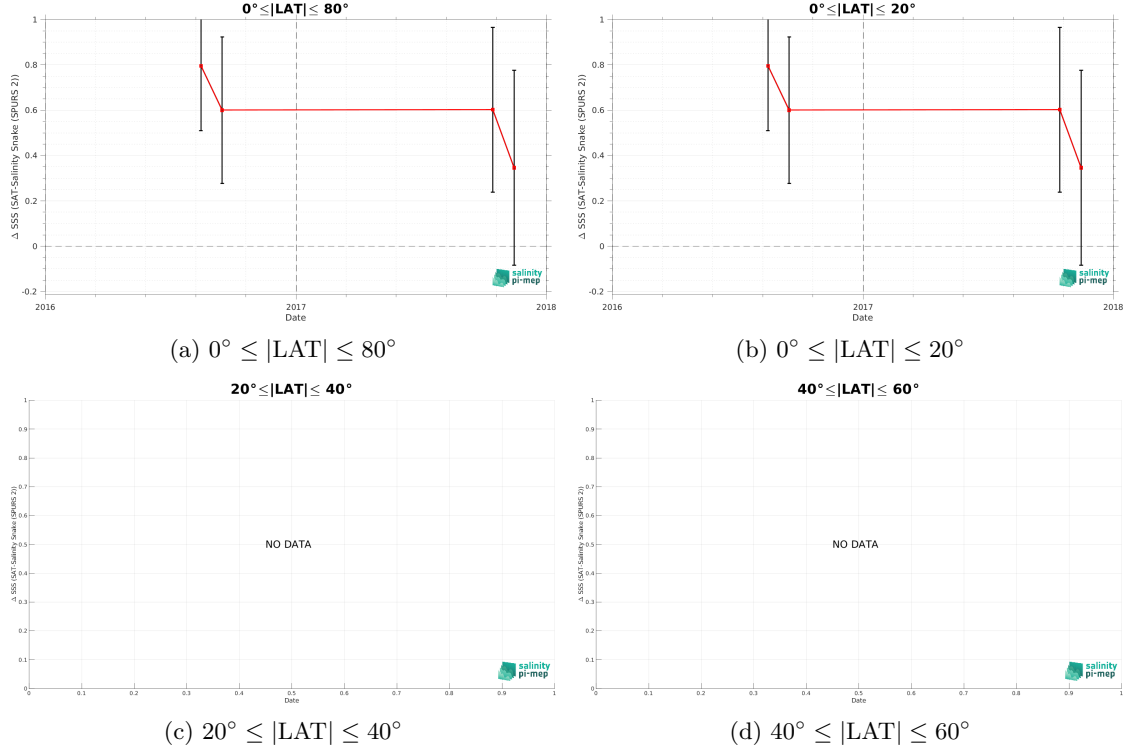 0°≤|LAT|≤ 80°
Δ SSS (SAT-Salinity Snake (SPURS 2))
1
0.8
0.6
0.4
0.2
0
-0.2
2016
2017
2018
Date
salinity
pi-mep
(a) 0° ≤ |LAT| ≤ 80°
0°≤|LAT|≤ 20°
Δ SSS (SAT-Salinity Snake (SPURS 2))
1
0.8
0.6
0.4
0.2
0
-0.2
2016
2017
2018
Date
salinity
pi-mep
(b) 0° ≤ |LAT| ≤ 20°
20°≤|LAT|≤ 40°
Δ SSS (SAT-Salinity Snake (SPURS 2))
1
0.9
0.8
0.7
0.6
0.5
0.4
0.3
0.2
0.1
0
NO DATA
0 0.1 0.2 0.3 0.4 0.5 0.6 0.7 0.8 0.9 1
Date
salinity
pi-mep
(c) 20° ≤ |LAT| ≤ 40°
40°≤|LAT|≤ 60°
Δ SSS (SAT-Salinity Snake (SPURS 2))
1
0.9
0.8
0.7
0.6
0.5
0.4
0.3
0.2
0.1
0
NO DATA
0 0.1 0.2 0.3 0.4 0.5 0.6 0.7 0.8 0.9 1
Date
salinity
pi-mep
(d) 40° ≤ |LAT| ≤ 60°